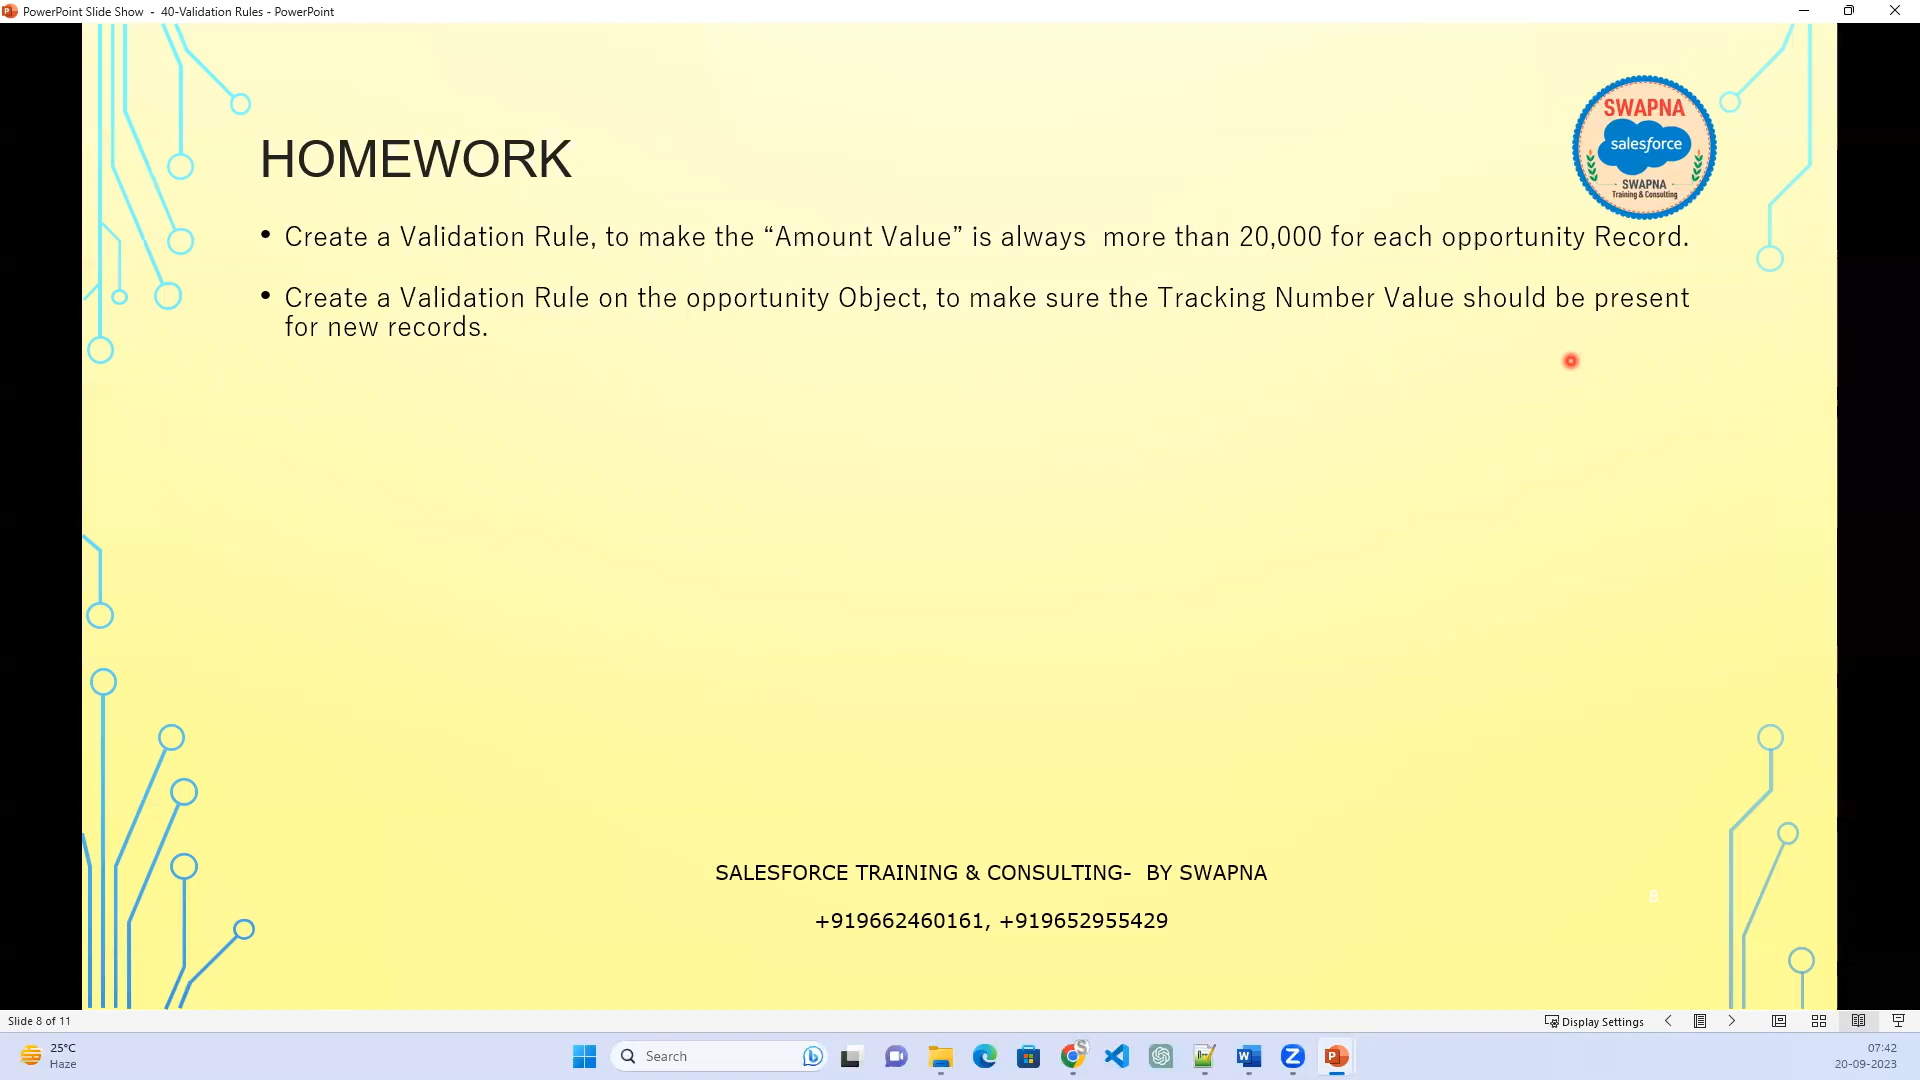 PowerPoint Slide Show - 40-Validation Rules - PowerPoint
SWAPNA
salesforce
SWAPNA
Training & Consulting
HOMEWORK
• Create a Validation Rule, to make the “Amount Value” is always more than 20,000 for each opportunity Record.
• Create a Validation Rule on the opportunity Object, to make sure the Tracking Number Value should be present
for new records.
SALESFORCE TRAINING & CONSULTING- BY SWAPNA
+919662460161, +919652955429
8
Slide 8 of 11
Display Settings
25°C
Haze
Search
07:42
20-09-2023